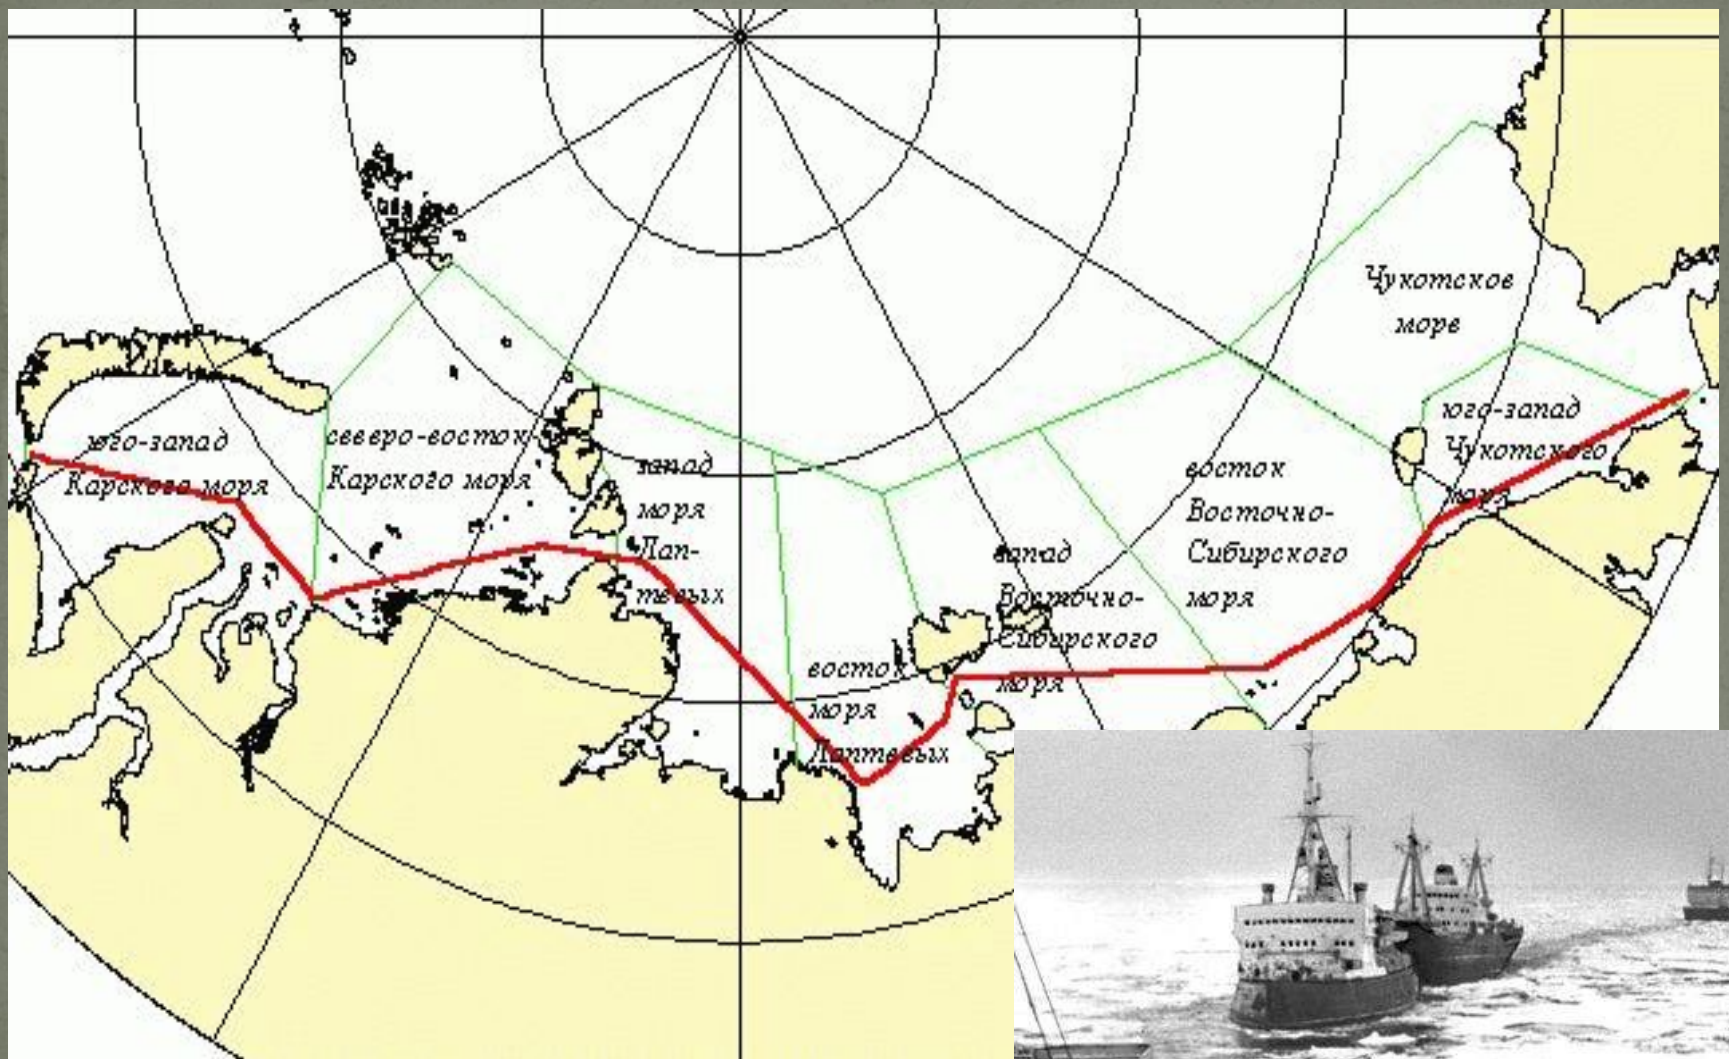 юго-запад
Карского моря
северо-восток
Карского моря
запад
моря
Лап-
тевых
восток
моря
Лаптевых
запад
Восточно-
Сибирского
моря
восток
Восточно-
Сибирского
моря
Чукотское
море
юго-запад
Чукотского
моря